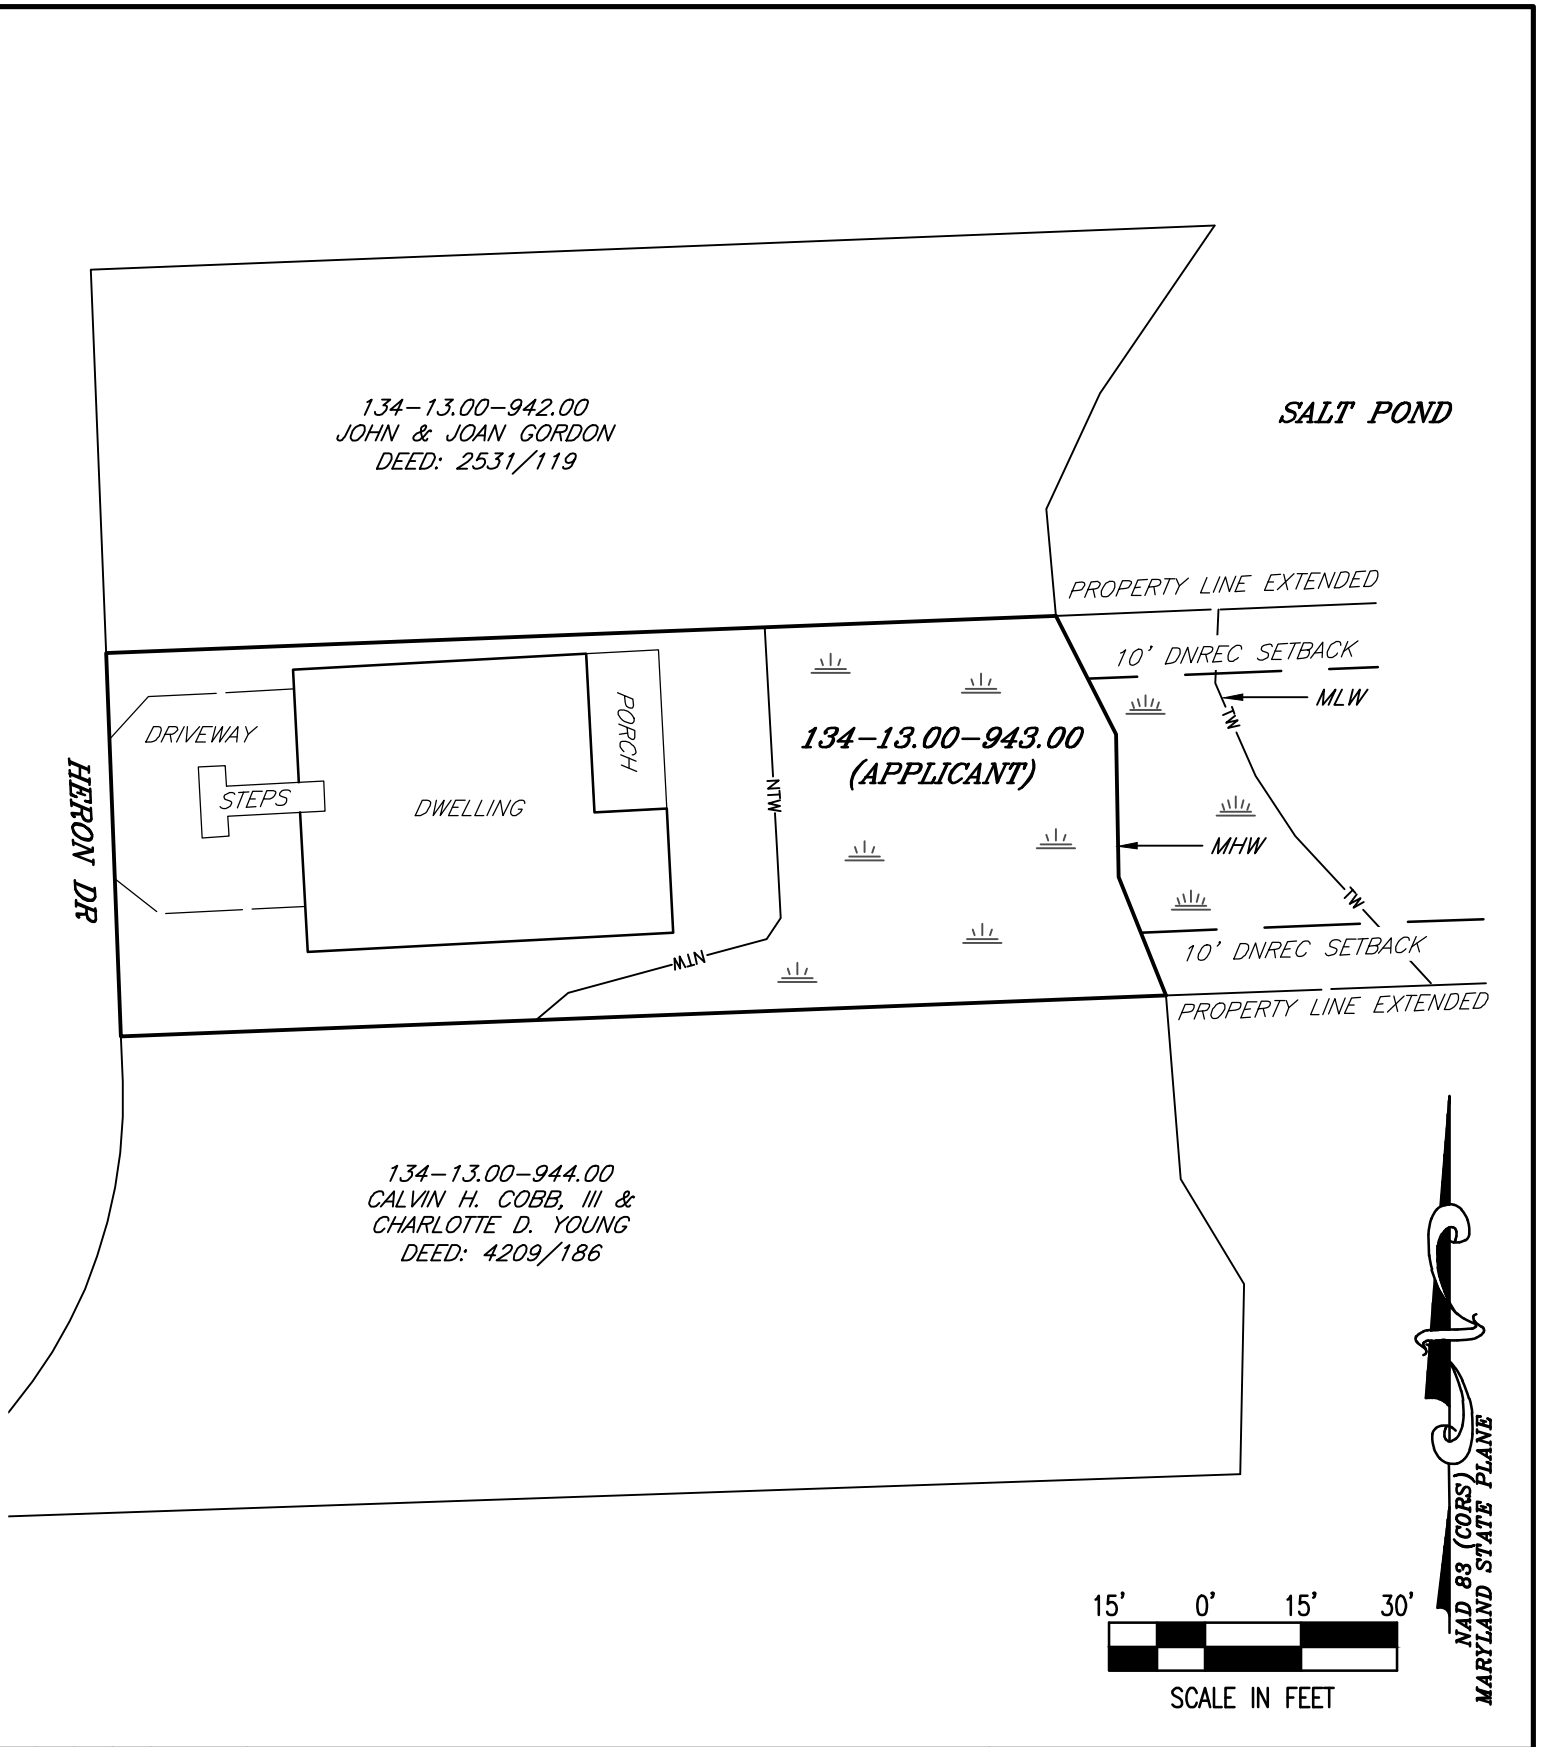 134-13.00-942.00
JOHN & JOAN GORDON
DEED: 2531/119
SALT POND
PROPERTY LINE EXTENDED
10' DNREC SETBACK
MLW
TW
DRIVEWAY
STEPS
DWELLING
PORCH
NTW
134-13.00-943.00
(APPLICANT)
HERON DR
MHW
TW
NTW
10' DNREC SETBACK
PROPERTY LINE EXTENDED
134-13.00-944.00
CALVIN H. COBB, III &
CHARLOTTE D. YOUNG
DEED: 4209/186
NAD 83 (CORS)
MARYLAND STATE PLANE
15' 0' 15' 30'
SCALE IN FEET